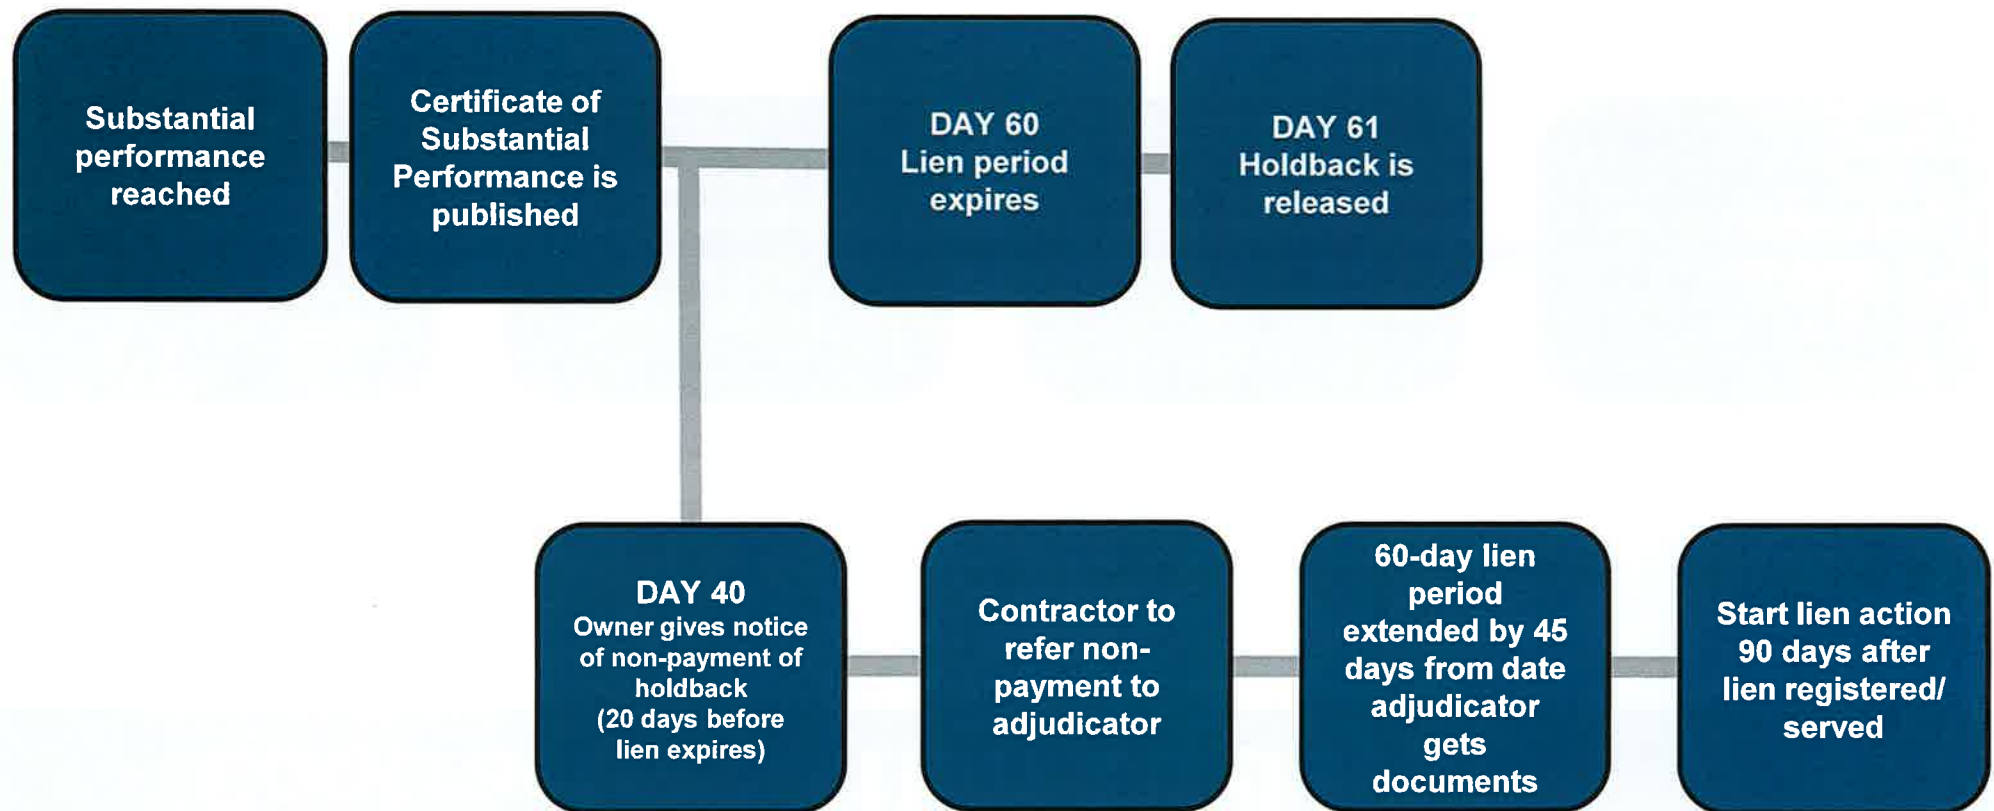 Substantial
performance
reached
Certificate of
Substantial
Performance is
published
DAY 60
Lien period
expires
DAY 61
Holdback is
released
DAY 40
Owner gives notice
of non-payment of
holdback
(20 days before
lien expires)
Contractor to
refer non-
payment to
adjudicator
60-day lien
period
extended by 45
days from date
adjudicator
gets
documents
Start lien action
90 days after
lien registered/
served